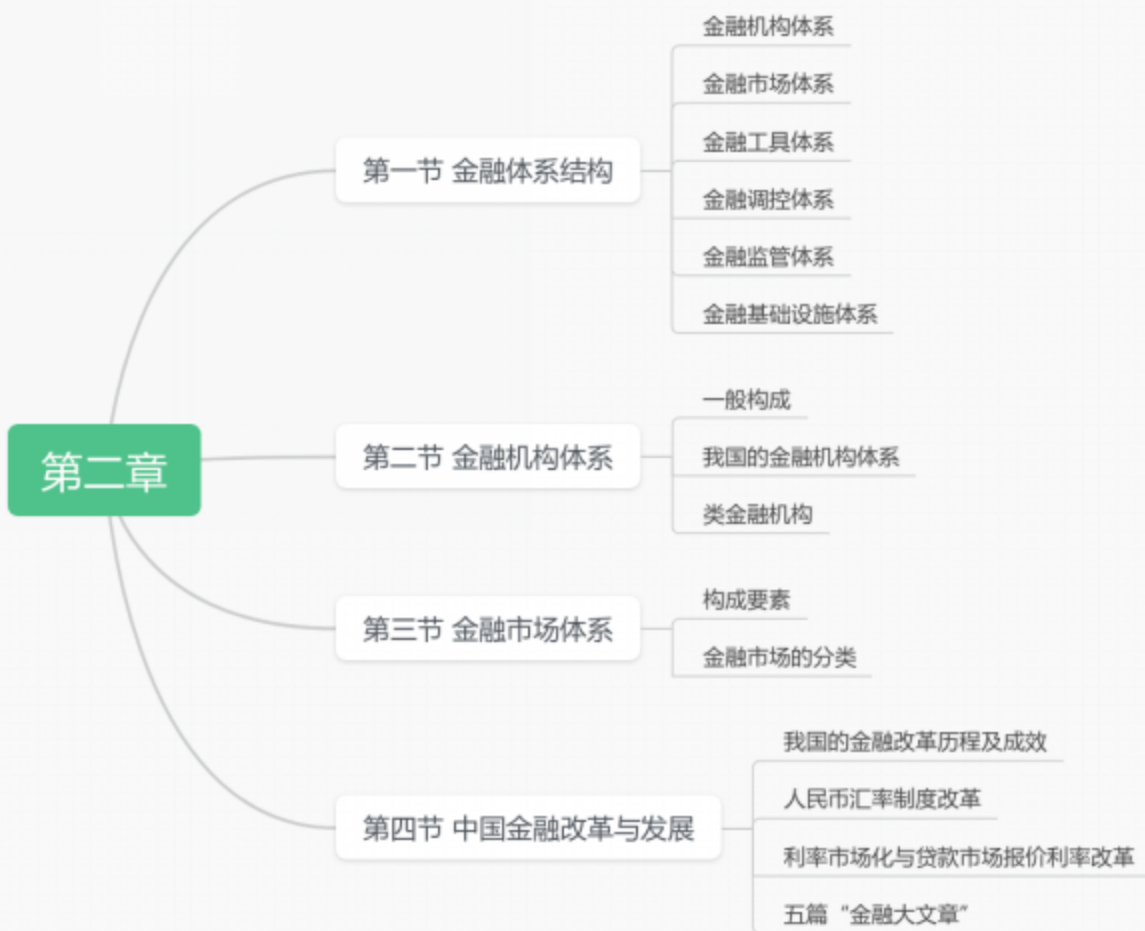 第二章
第一节 金融体系结构
金融机构体系
金融市场体系
金融工具体系
金融调控体系
金融监管体系
金融基础设施体系
第二节 金融机构体系
一般构成
我国的金融机构体系
类金融机构
第三节 金融市场体系
构成要素
金融市场的分类
第四节 中国金融改革与发展
我国的金融改革历程及成效
人民币汇率制度改革
利率市场化与贷款市场报价利率改革
五篇“金融大文章”